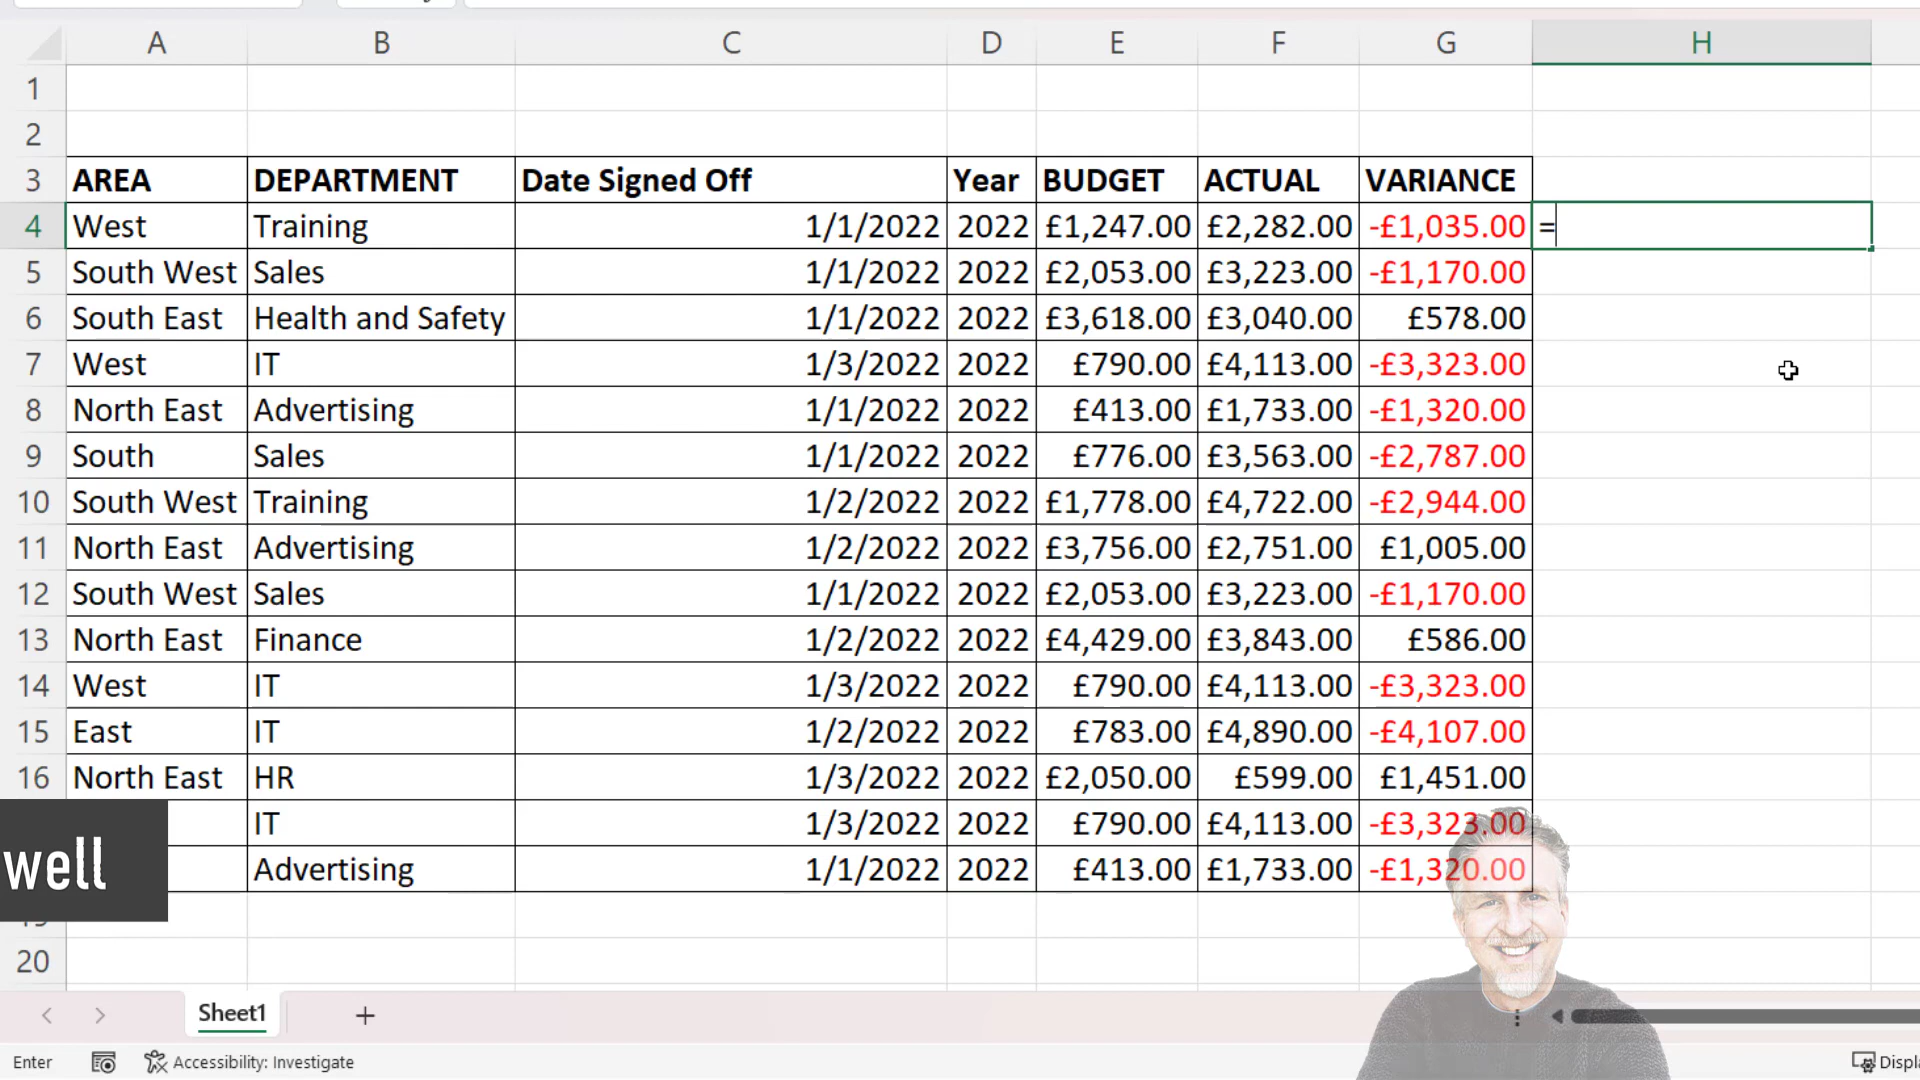 A B C D E F G H
1
2
3 AREA DEPARTMENT Date Signed Off Year BUDGET ACTUAL VARIANCE
4 West Training 1/1/2022 2022 £1,247.00 £2,282.00 -£1,035.00 =
5 South West Sales 1/1/2022 2022 £2,053.00 £3,223.00 -£1,170.00
6 South East Health and Safety 1/1/2022 2022 £3,618.00 £3,040.00 £578.00
7 West IT 1/3/2022 2022 £790.00 £4,113.00 -£3,323.00
8 North East Advertising 1/1/2022 2022 £413.00 £1,733.00 -£1,320.00
9 South Sales 1/1/2022 2022 £776.00 £3,563.00 -£2,787.00
10 South West Training 1/2/2022 2022 £1,778.00 £4,722.00 -£2,944.00
11 North East Advertising 1/2/2022 2022 £3,756.00 £2,751.00 £1,005.00
12 South West Sales 1/1/2022 2022 £2,053.00 £3,223.00 -£1,170.00
13 North East Finance 1/2/2022 2022 £4,429.00 £3,843.00 £586.00
14 West IT 1/3/2022 2022 £790.00 £4,113.00 -£3,323.00
15 East IT 1/2/2022 2022 £783.00 £4,890.00 -£4,107.00
16 North East HR 1/3/2022 2022 £2,050.00 £599.00 £1,451.00
IT 1/3/2022 2022 £790.00 £4,113.00 -£3,323.00
well
Advertising 1/1/2022 2022 £413.00 £1,733.00 -£1,320.00
20
Sheet1
Enter Accessibility: Investigate